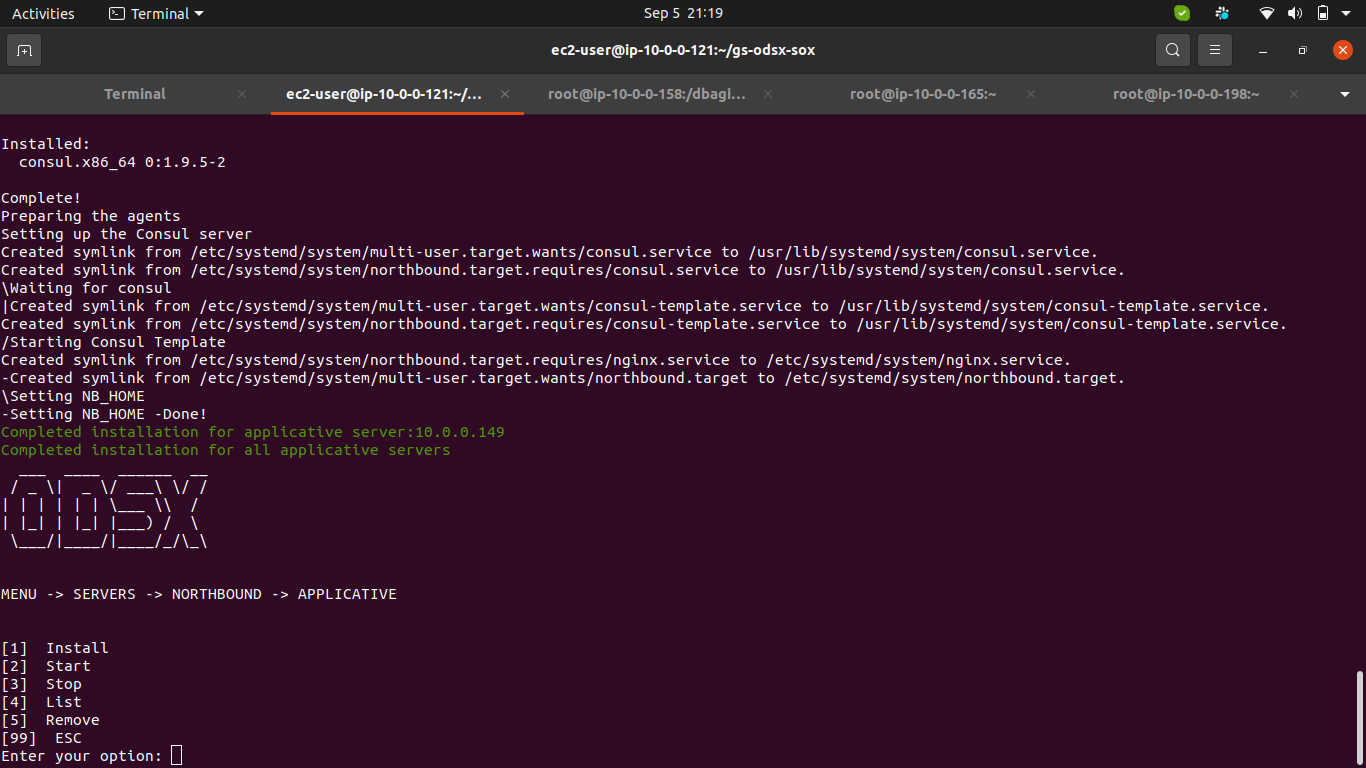 Activities
Terminal
Sep 5 21:19
ec2-user@ip-10-0-0-121:~/gs-odsx-sox
Terminal
ec2-user@ip-10-0-0-121:~/...
root@ip-10-0-0-158:/dbagi...
root@ip-10-0-0-165:~
root@ip-10-0-0-198:~
Installed:
  consul.x86_64 0:1.9.5-2
Complete!
Preparing the agents
Setting up the Consul server
Created symlink from /etc/systemd/system/multi-user.target.wants/consul.service to /usr/lib/systemd/system/consul.service.
Created symlink from /etc/systemd/system/northbound.target.requires/consul.service to /usr/lib/systemd/system/consul.service.
\Waiting for consul
|Created symlink from /etc/systemd/system/multi-user.target.wants/consul-template.service to /usr/lib/systemd/system/consul-template.service.
Created symlink from /etc/systemd/system/northbound.target.requires/consul-template.service to /usr/lib/systemd/system/consul-template.service.
/Starting Consul Template
Created symlink from /etc/systemd/system/northbound.target.requires/nginx.service to /etc/systemd/system/nginx.service.
-Created symlink from /etc/systemd/system/multi-user.target.wants/northbound.target to /etc/systemd/system/northbound.target.
\Setting NB_HOME
-Setting NB_HOME -Done!
Completed installation for applicative server:10.0.0.149
Completed installation for all applicative servers
ODSX
MENU -> SERVERS -> NORTHBOUND -> APPLICATIVE
[1]  Install
[2]  Start
[3]  Stop
[4]  List
[5]  Remove
[99]  ESC
Enter your option: